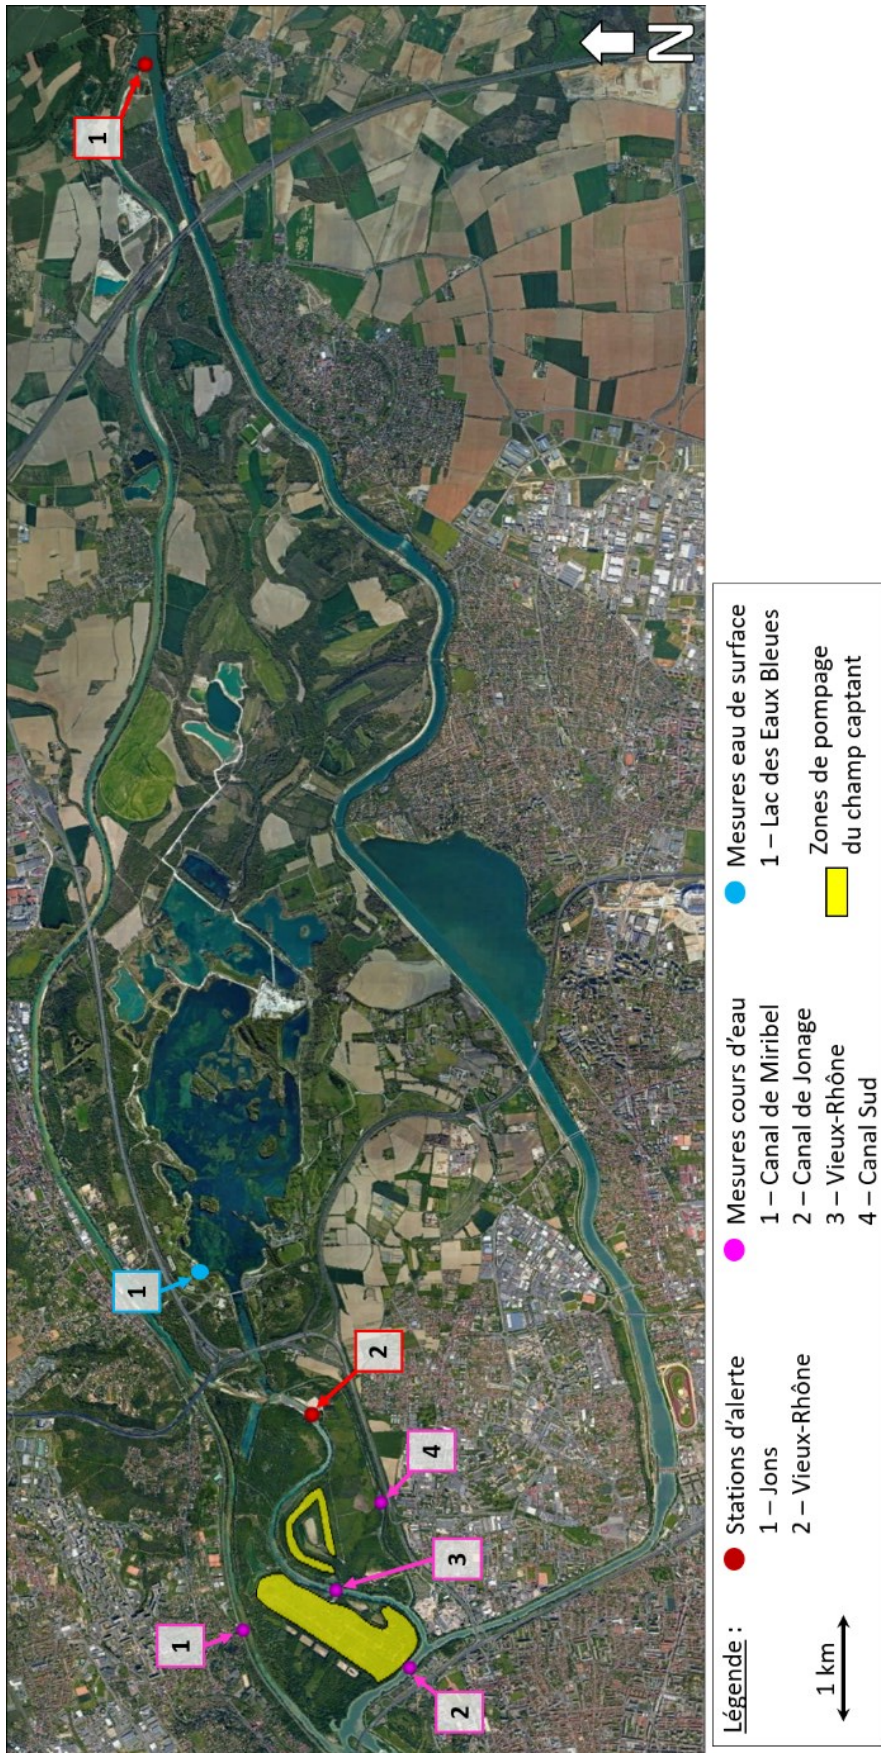 N
1
1
2
4
3
1
2
Légende :
1 km
Stations d'alerte
1 – Jons
2 – Vieux-Rhône
Mesures cours d'eau
1 – Canal de Miribel
2 – Canal de Jonage
3 – Vieux-Rhône
4 – Canal Sud
Mesures eau de surface
1 – Lac des Eaux Bleues
Zones de pompage
du champ captant